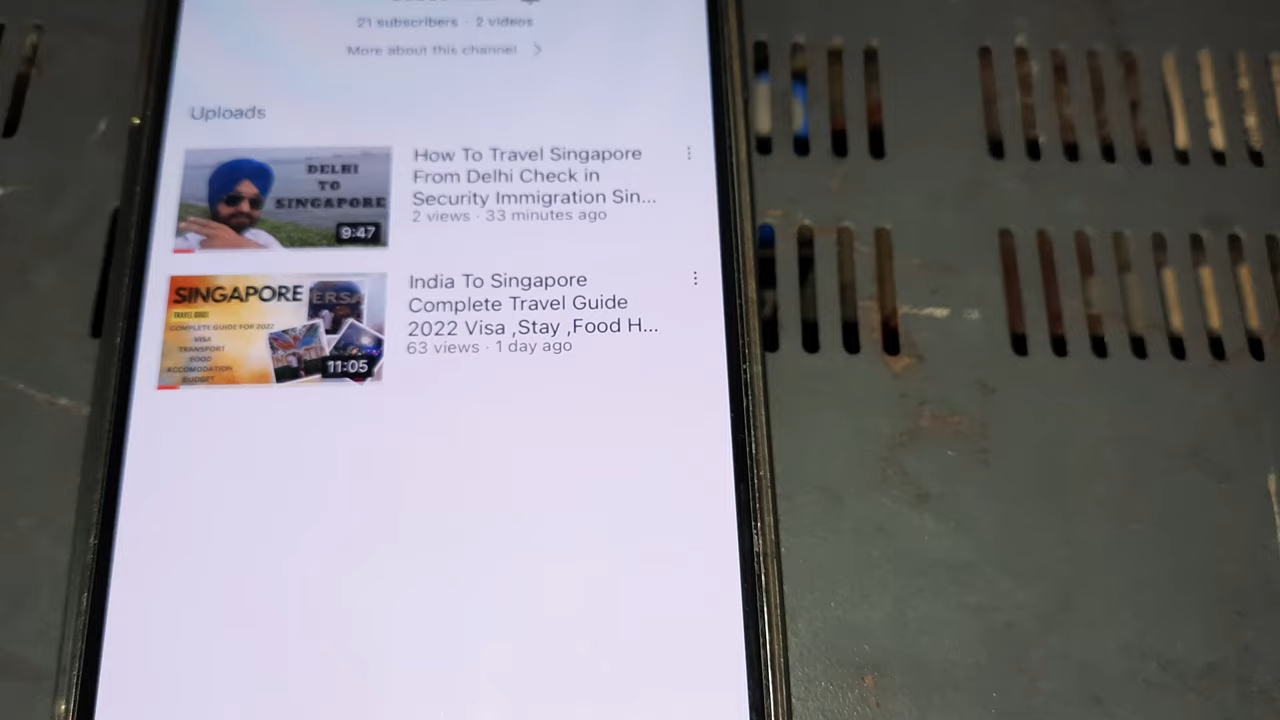 21 subscribers · 2 videos
More about this channel
Uploads
DELHI
TO
SINGAPORE
9:47
How To Travel Singapore
From Delhi Check in
Security Immigration Sin...
2 views · 33 minutes ago
SINGAPORE
ERSA
TRAVEL GUIDE
COMPLETE GUIDE FOR 2022
VISA
TRANSPORT
FOOD
ACCOMODATION
BUDGET
11:05
India To Singapore
Complete Travel Guide
2022 Visa ,Stay ,Food H...
63 views · 1 day ago